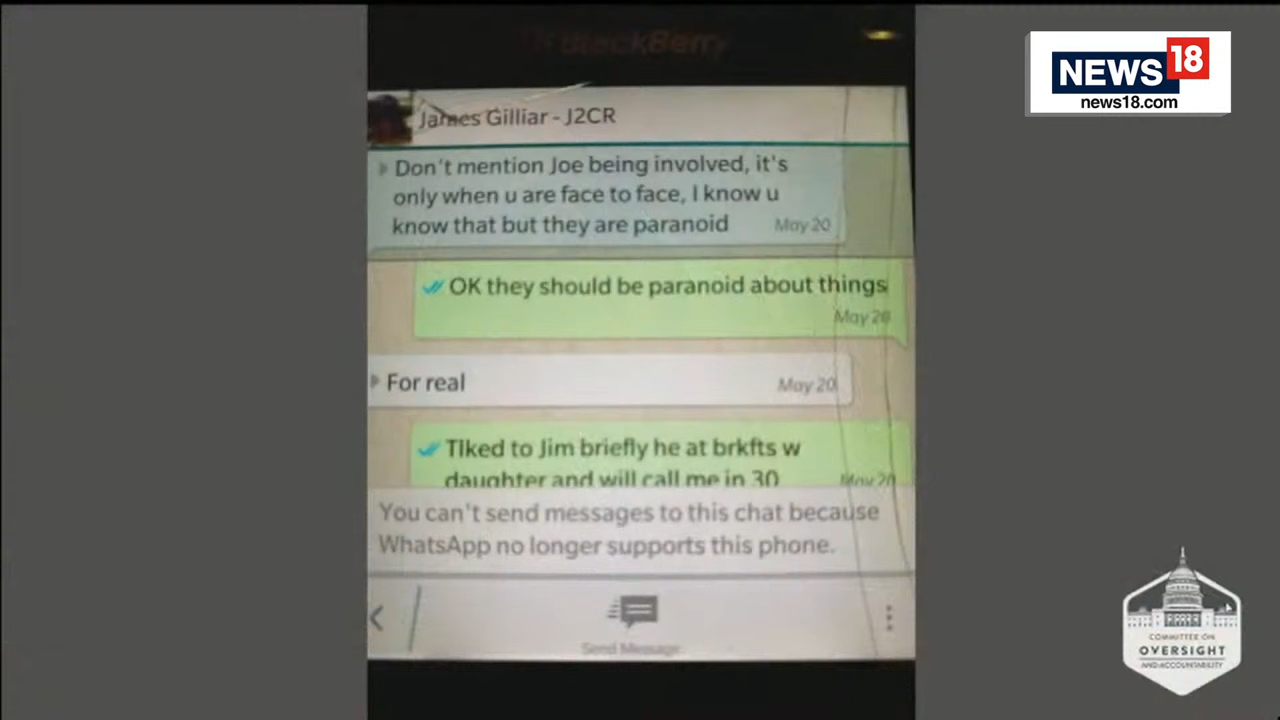 BlackBerry
NEWS 18
news18.com
James Gilliar - J2CR
Don't mention Joe being involved, it's
only when u are face to face, I know u
know that but they are paranoid May 20
OK they should be paranoid about things
May 20
For real May 20
Tlked to Jim briefly he at brkfts w
daughter and will call me in 30 May 20
You can't send messages to this chat because
WhatsApp no longer supports this phone.
Send Message
COMMITTEE ON
OVERSIGHT
AND ACCOUNTABILITY